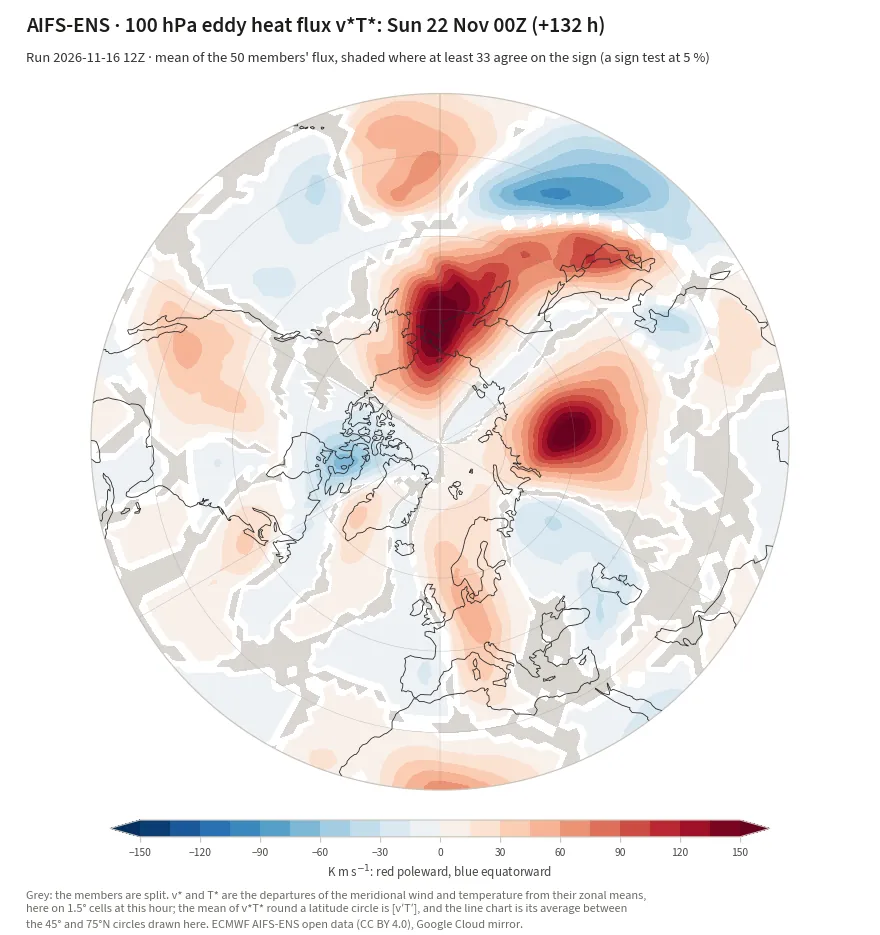 AIFS-ENS · 100 hPa eddy heat flux v*T*: Sun 22 Nov 00Z (+132 h)
Run 2026-11-16 12Z · mean of the 50 members' flux, shaded where at least 33 agree on the sign (a sign test at 5 %)
−150 −120 −90 −60 −30 0 30 60 90 120 150
K m s⁻¹: red poleward, blue equatorward
Grey: the members are split. v* and T* are the departures of the meridional wind and temperature from their zonal means,
here on 1.5° cells at this hour; the mean of v*T* round a latitude circle is [v'T'], and the line chart is its average between
the 45° and 75°N circles drawn here. ECMWF AIFS-ENS open data (CC BY 4.0), Google Cloud mirror.